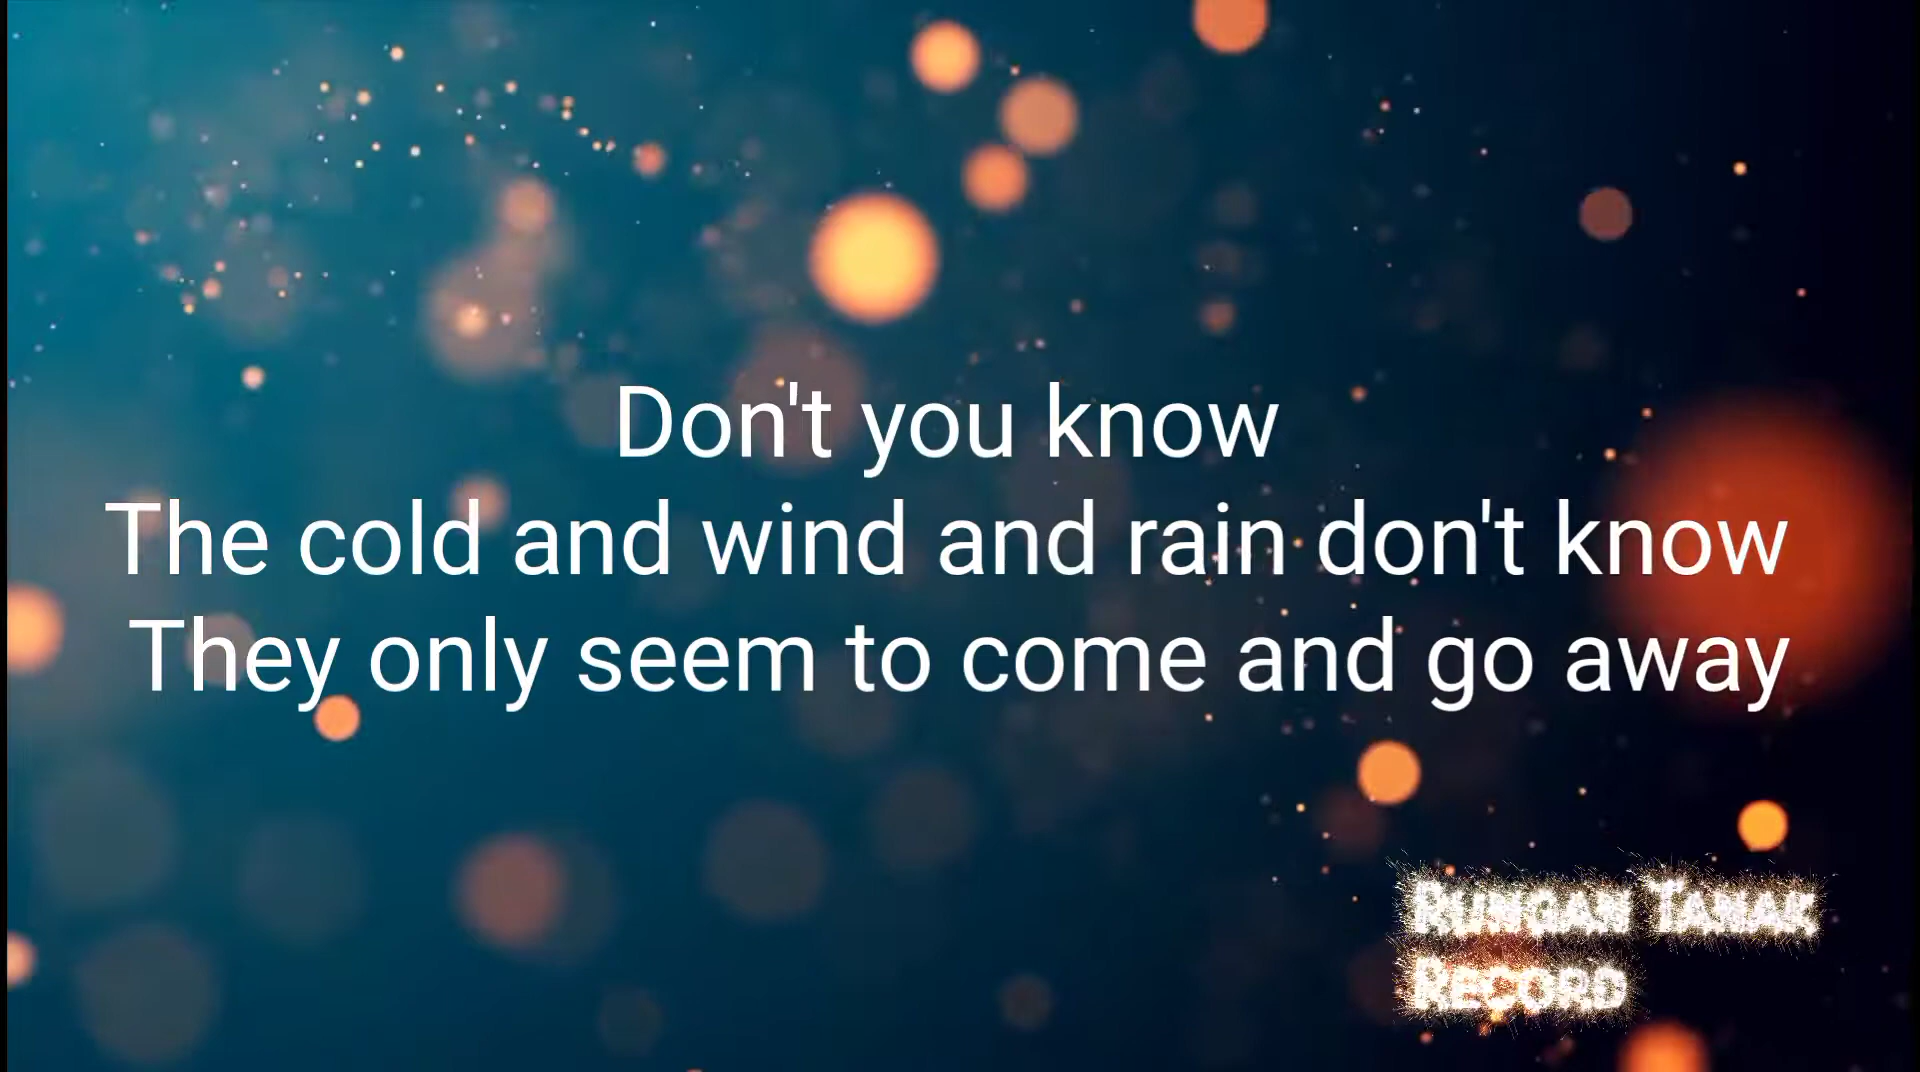 Don't you know
The cold and wind and rain don't know
They only seem to come and go away
RUNGAN TANAK
RECORD